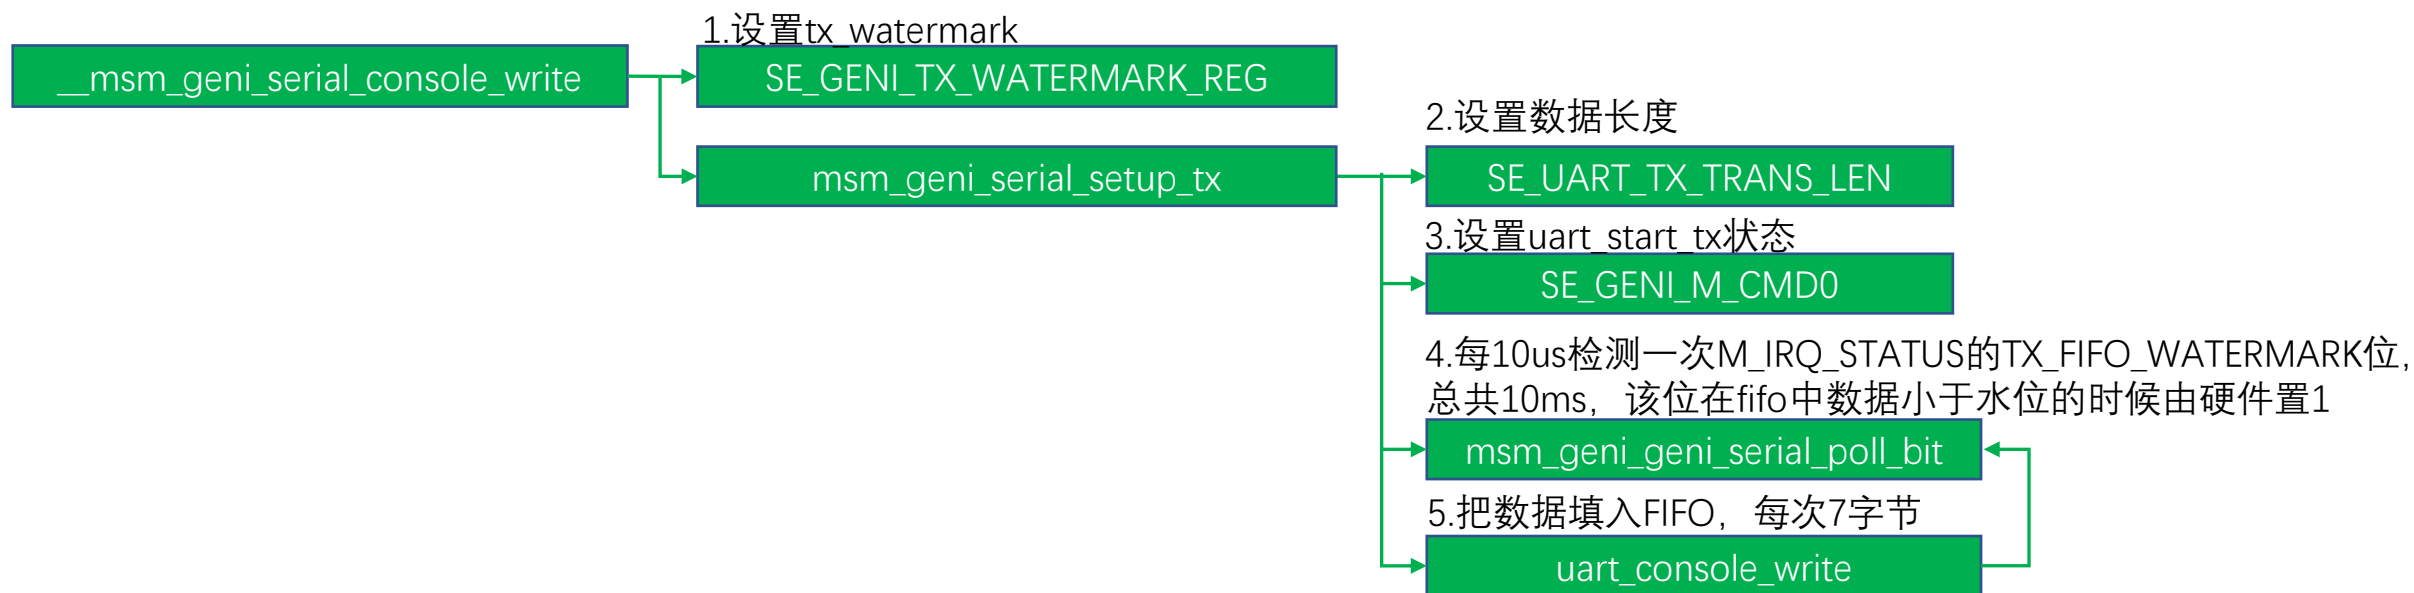 1.设置tx_watermark
__msm_geni_serial_console_write
SE_GENI_TX_WATERMARK_REG
2.设置数据长度
msm_geni_serial_setup_tx
SE_UART_TX_TRANS_LEN
3.设置uart_start_tx状态
SE_GENI_M_CMD0
4.每10us检测一次M_IRQ_STATUS的TX_FIFO_WATERMARK位，
总共10ms，该位在fifo中数据小于水位的时候由硬件置1
msm_geni_geni_serial_poll_bit
5.把数据填入FIFO，每次7字节
uart_console_write